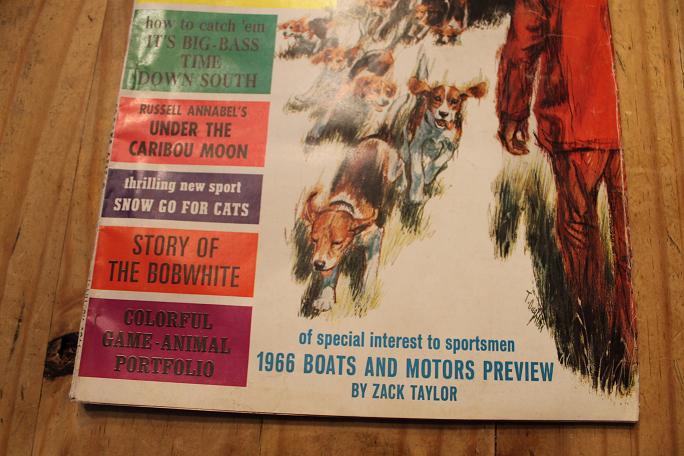 how to catch 'em
IT'S BIG-BASS
TIME
DOWN SOUTH
RUSSELL ANNABEL'S
UNDER THE
CARIBOU MOON
thrilling new sport
SNOW GO FOR CATS
STORY OF
THE BOBWHITE
COLORFUL
GAME-ANIMAL
PORTFOLIO
of special interest to sportsmen
1966 BOATS AND MOTORS PREVIEW
BY ZACK TAYLOR